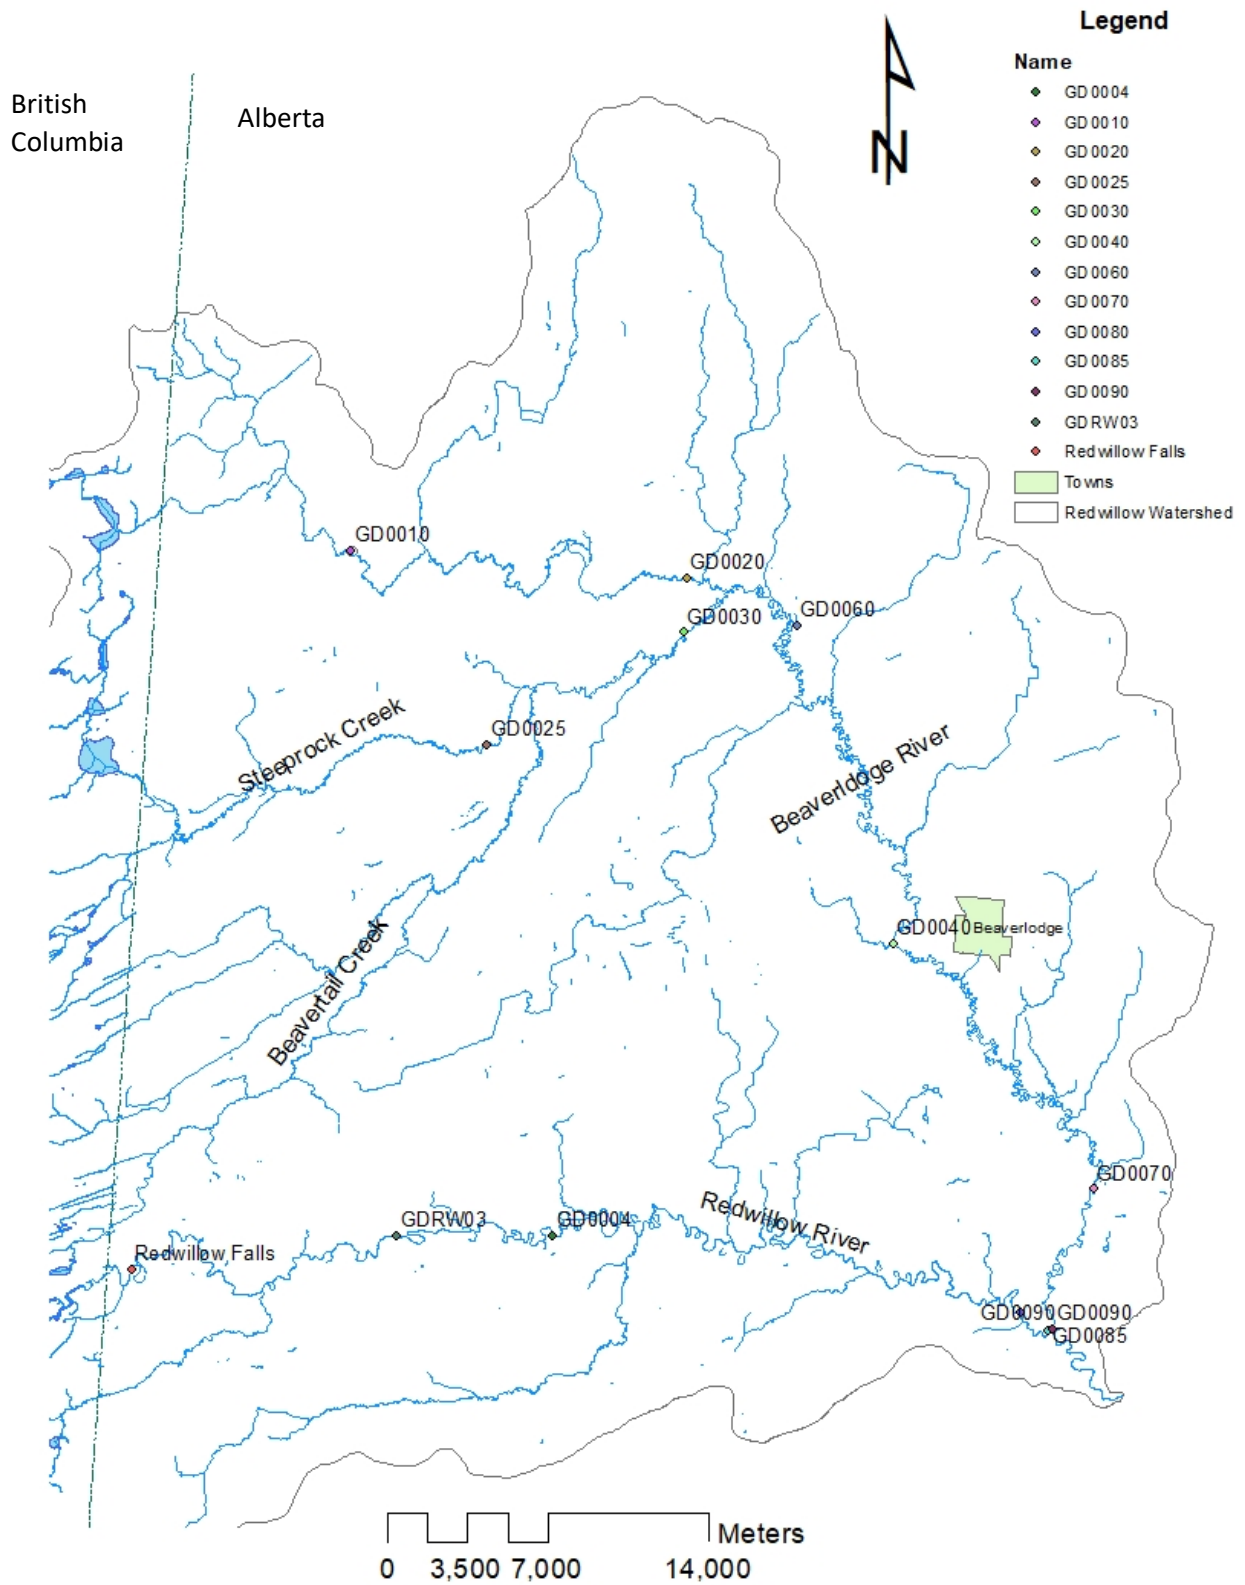 Legend
Name
GD0004
GD0010
GD0020
GD0025
GD0030
GD0040
GD0060
GD0070
GD0080
GD0085
GD0090
GDRW03
Redwillow Falls
Towns
Redwillow Watershed
N
British
Columbia
Alberta
GD0010
GD0020
GD0030
GD0060
GD0025
Steeprock Creek
Beaverldoge River
GD0040
Beaverlodge
Beavertail Creek
GD0070
Redwillow River
GDRW03
GD0004
Redwillow Falls
GD0090
GD0090
GD0085
Meters
0 3,500 7,000 14,000